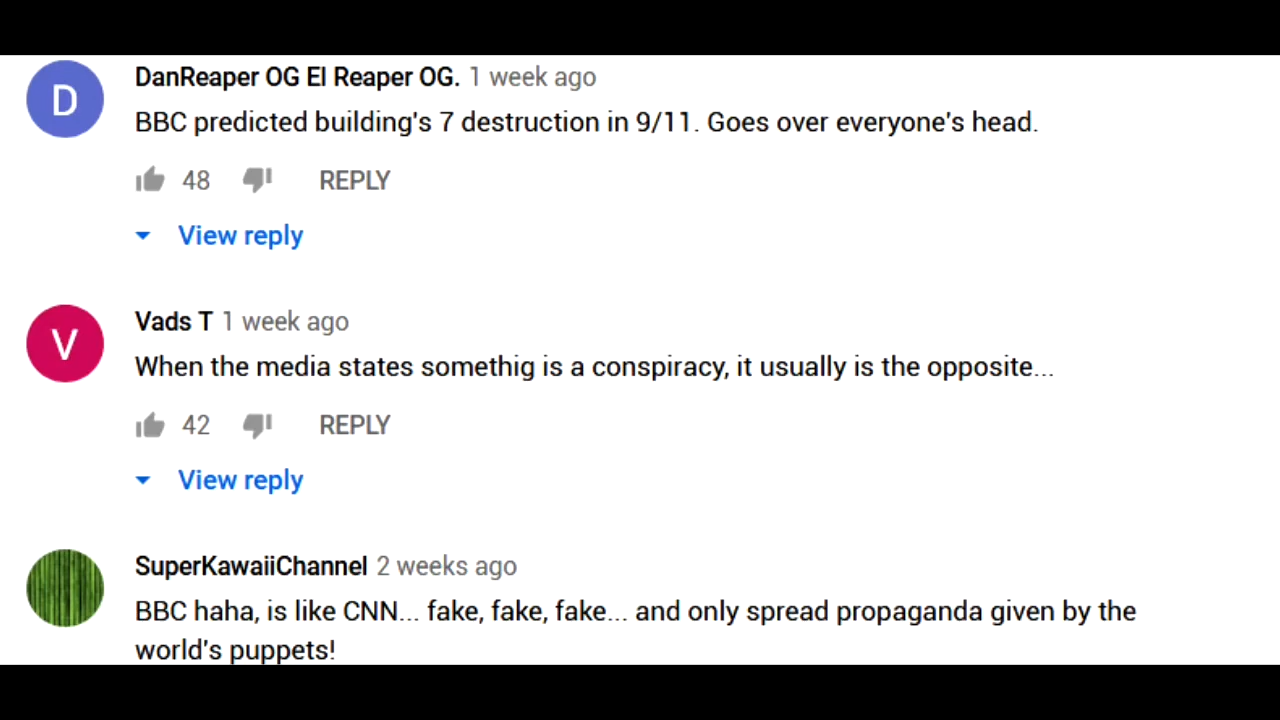 D
DanReaper OG El Reaper OG. 1 week ago
BBC predicted building's 7 destruction in 9/11. Goes over everyone's head.
48 REPLY
View reply
V
Vads T 1 week ago
When the media states somethig is a conspiracy, it usually is the opposite...
42 REPLY
View reply
SuperKawaiiChannel 2 weeks ago
BBC haha, is like CNN... fake, fake, fake... and only spread propaganda given by the
world's puppets!